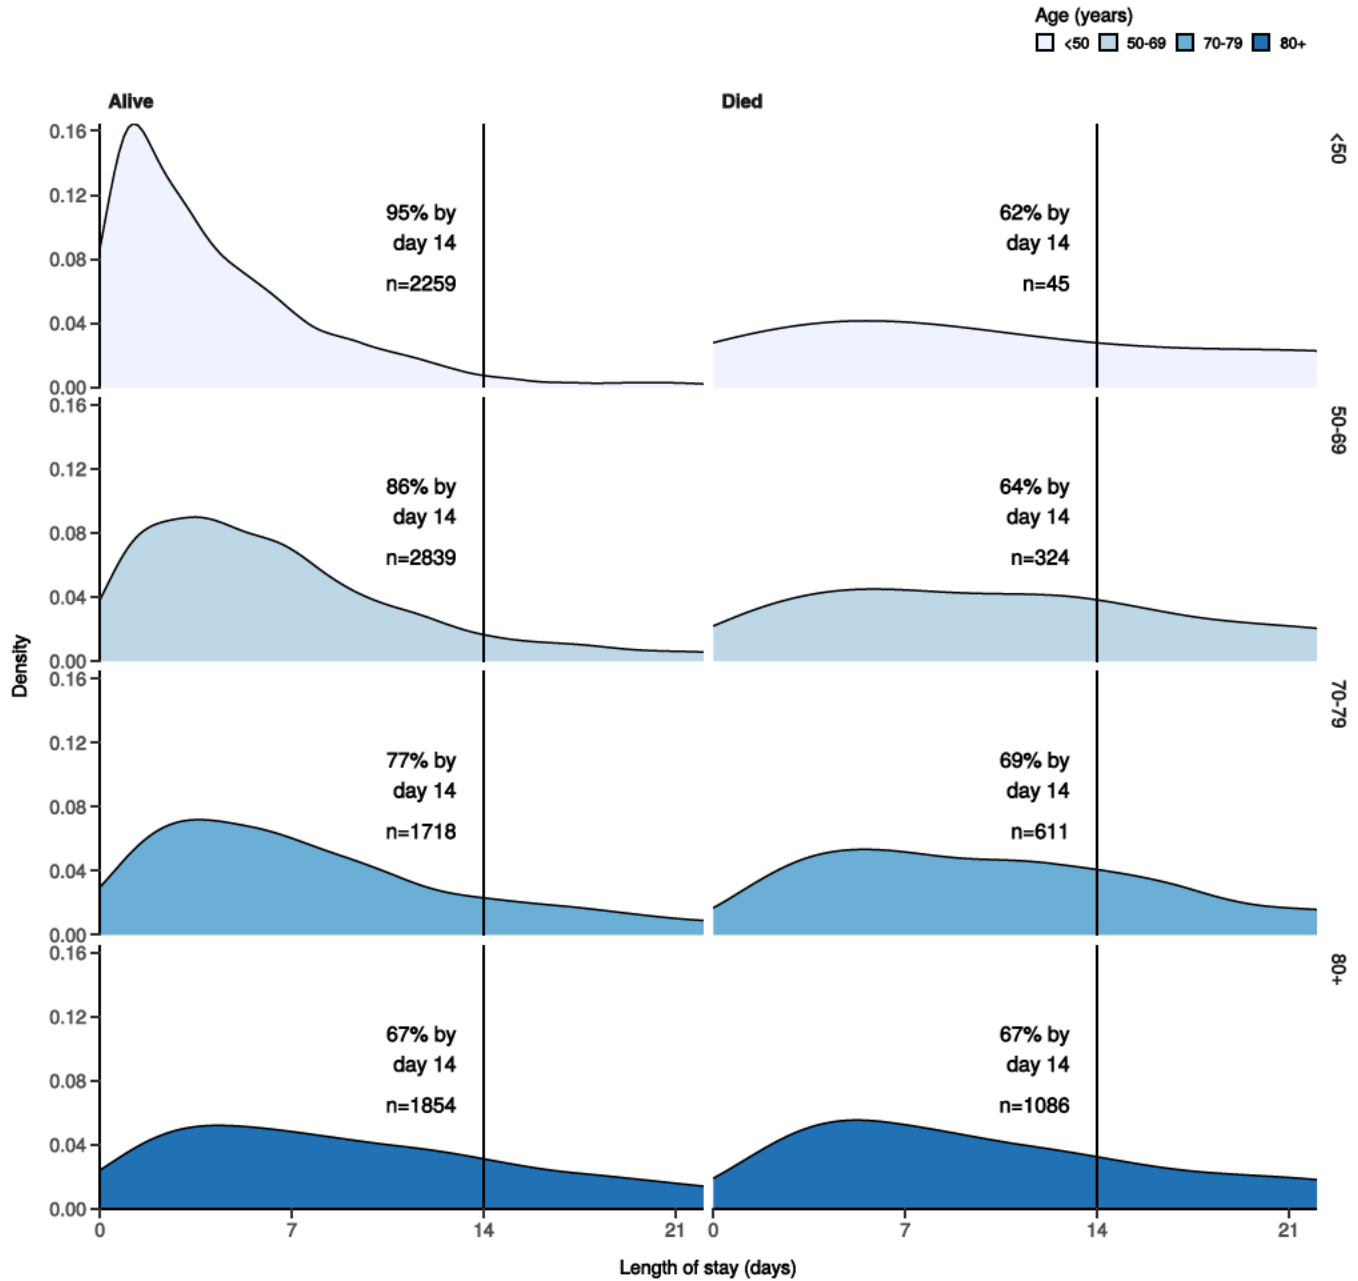 Age (years)
<50 50-69 70-79 80+
Alive Died
0.16
0.12
0.08
0.04
0.00
95% by
day 14
n=2259
62% by
day 14
n=45
<50
0.16
0.12
0.08
0.04
0.00
86% by
day 14
n=2839
64% by
day 14
n=324
50-69
Density
0.16
0.12
0.08
0.04
0.00
77% by
day 14
n=1718
69% by
day 14
n=611
70-79
0.16
0.12
0.08
0.04
0.00
67% by
day 14
n=1854
67% by
day 14
n=1086
80+
0 7 14 21 0 7 14 21
Length of stay (days)